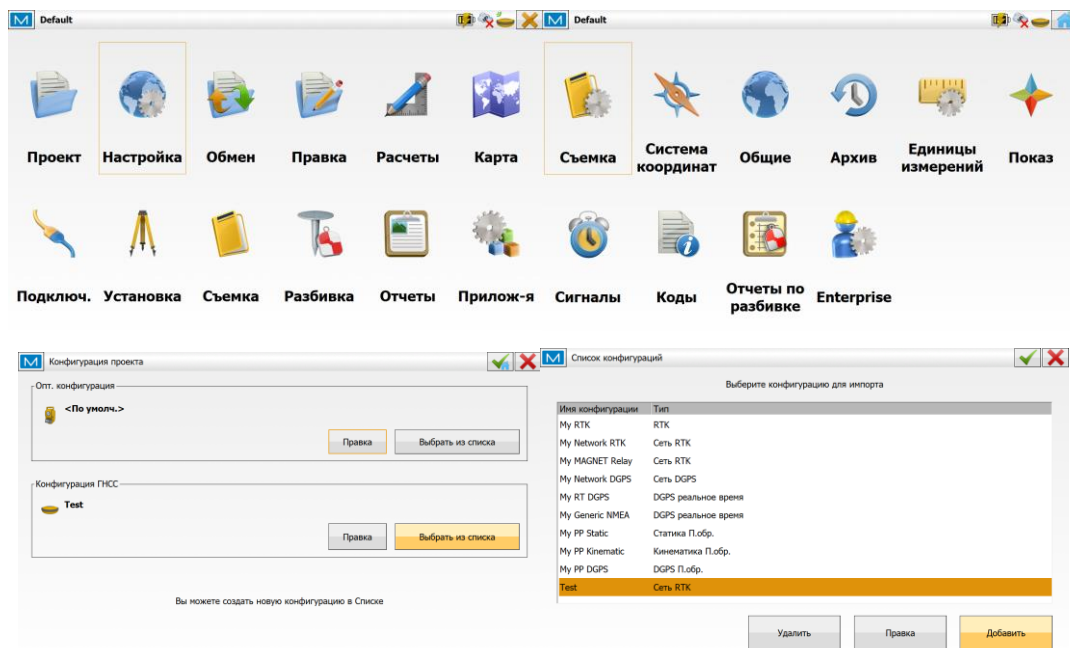 Default
Проект
Настройка
Обмен
Правка
Расчеты
Карта
Подключ.
Установка
Съемка
Разбивка
Отчеты
Прилож-я
Default
Съемка
Система
координат
Общие
Архив
Единицы
измерений
Показ
Сигналы
Коды
Отчеты по
разбивке
Enterprise
Конфигурация проекта
Опт. конфигурация
<По умолч.>
Правка
Выбрать из списка
Конфигурация ГНСС
Test
Правка
Выбрать из списка
Вы можете создать новую конфигурацию в Списке
Список конфигураций
Выберите конфигурацию для импорта
Имя конфигурации Тип
My RTK RTK
My Network RTK Сеть RTK
My MAGNET Relay Сеть RTK
My Network DGPS Сеть DGPS
My RT DGPS DGPS реальное время
My Generic NMEA DGPS реальное время
My PP Static Статика П.обр.
My PP Kinematic Кинематика П.обр.
My PP DGPS DGPS П.обр.
Test Сеть RTK
Удалить
Правка
Добавить